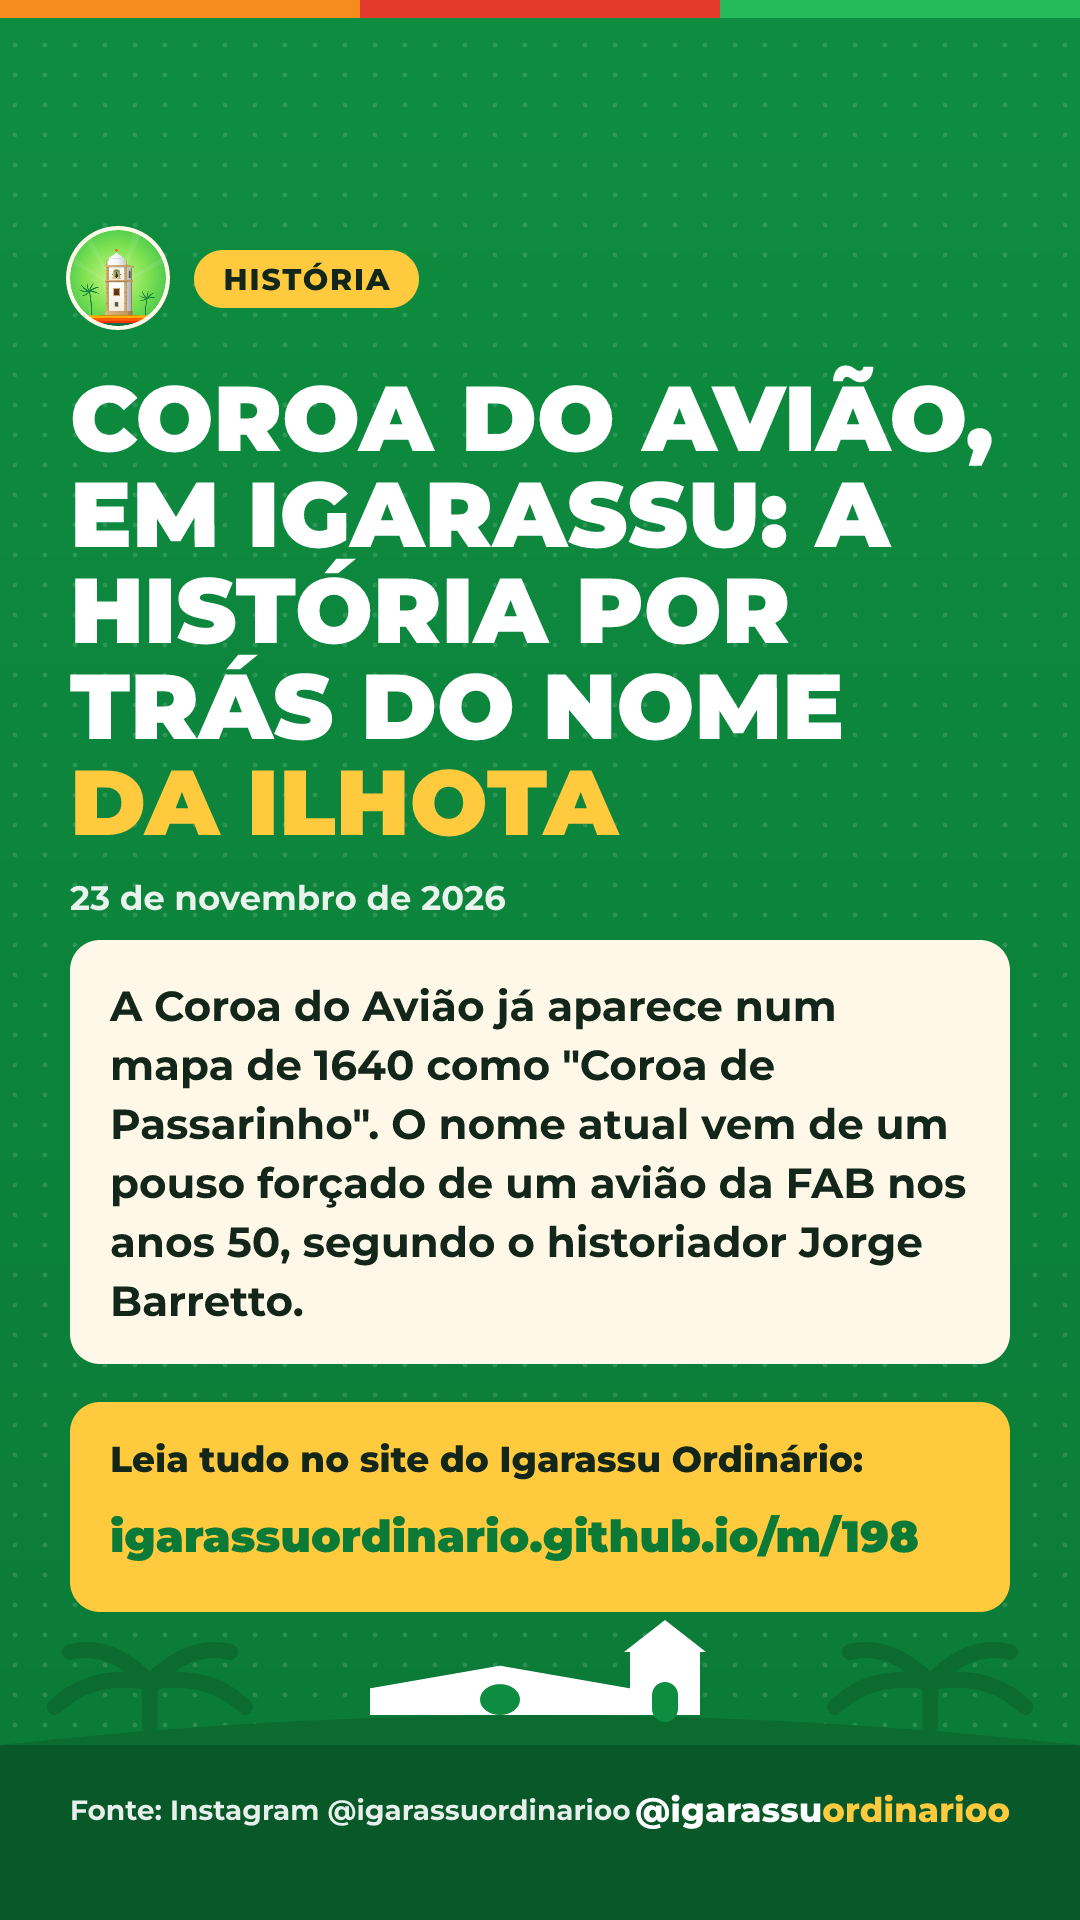 HISTÓRIA
COROA DO AVIÃO,
EM IGARASSU: A
HISTÓRIA POR
TRÁS DO NOME
DA ILHOTA
23 de novembro de 2026
A Coroa do Avião já aparece num
mapa de 1640 como "Coroa de
Passarinho". O nome atual vem de um
pouso forçado de um avião da FAB nos
anos 50, segundo o historiador Jorge
Barretto.
Leia tudo no site do Igarassu Ordinário:
igarassuordinario.github.io/m/198
Fonte: Instagram @igarassuordinarioo @igarassuordinarioo